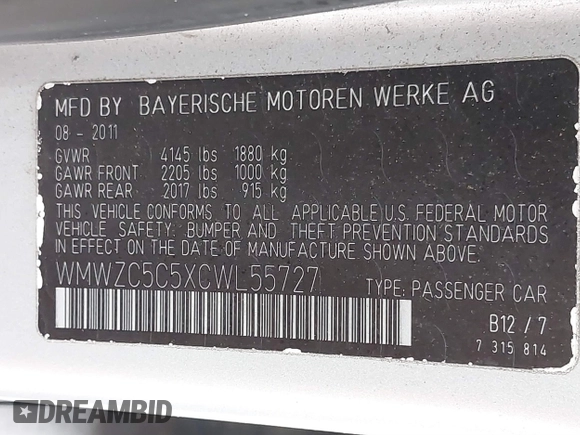 MFD BY BAYERISCHE MOTOREN WERKE AG
08 - 2011
GVWR 4145 lbs 1880 kg
GAWR FRONT 2205 lbs 1000 kg
GAWR REAR 2017 lbs 915 kg
THIS VEHICLE CONFORMS TO ALL APPLICABLE U.S. FEDERAL MOTOR
VEHICLE SAFETY, BUMPER AND THEFT PREVENTION STANDARDS
IN EFFECT ON THE DATE OF MANUFACTURE SHOWN ABOVE.
WMWZC5C5XCWL55727 TYPE: PASSENGER CAR
B12 / 7
7 315 814
DREAMBID